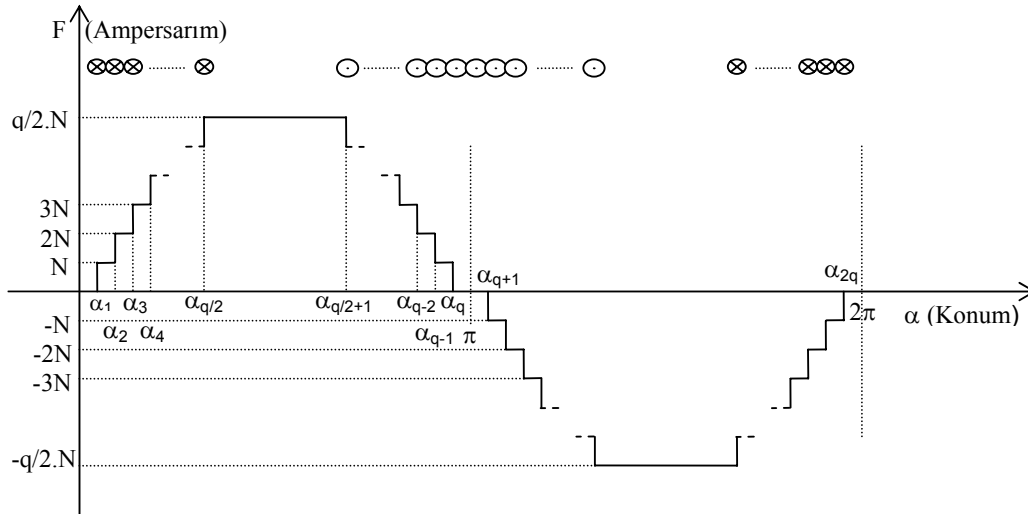 F (Ampersarım)
q/2.N
3N
2N
N
α1 α3 αq/2 αq/2+1 αq-2 αq αq+1 α2q
α2 α4 αq-1 π 2π α (Konum)
-N
-2N
-3N
-q/2.N